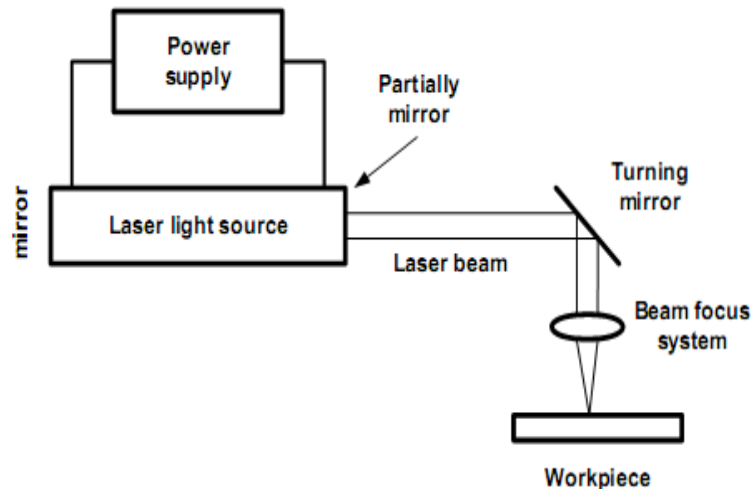 Power
supply
Partially
mirror
Turning
mirror
mirror
Laser light source
Laser beam
Beam focus
system
Workpiece